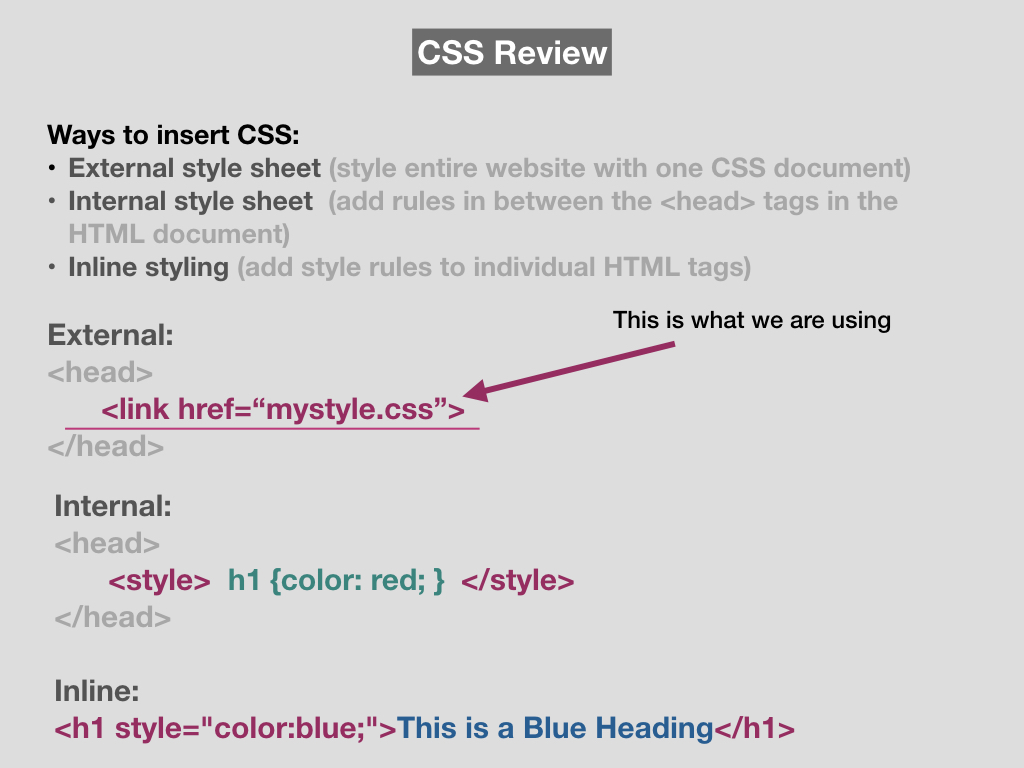 CSS Review
Ways to insert CSS:
• External style sheet (style entire website with one CSS document)
• Internal style sheet (add rules in between the <head> tags in the
HTML document)
• Inline styling (add style rules to individual HTML tags)
This is what we are using
External:
<head>
<link href=“mystyle.css”>
</head>
Internal:
<head>
<style> h1 {color: red; } </style>
</head>
Inline:
<h1 style="color:blue;">This is a Blue Heading</h1>